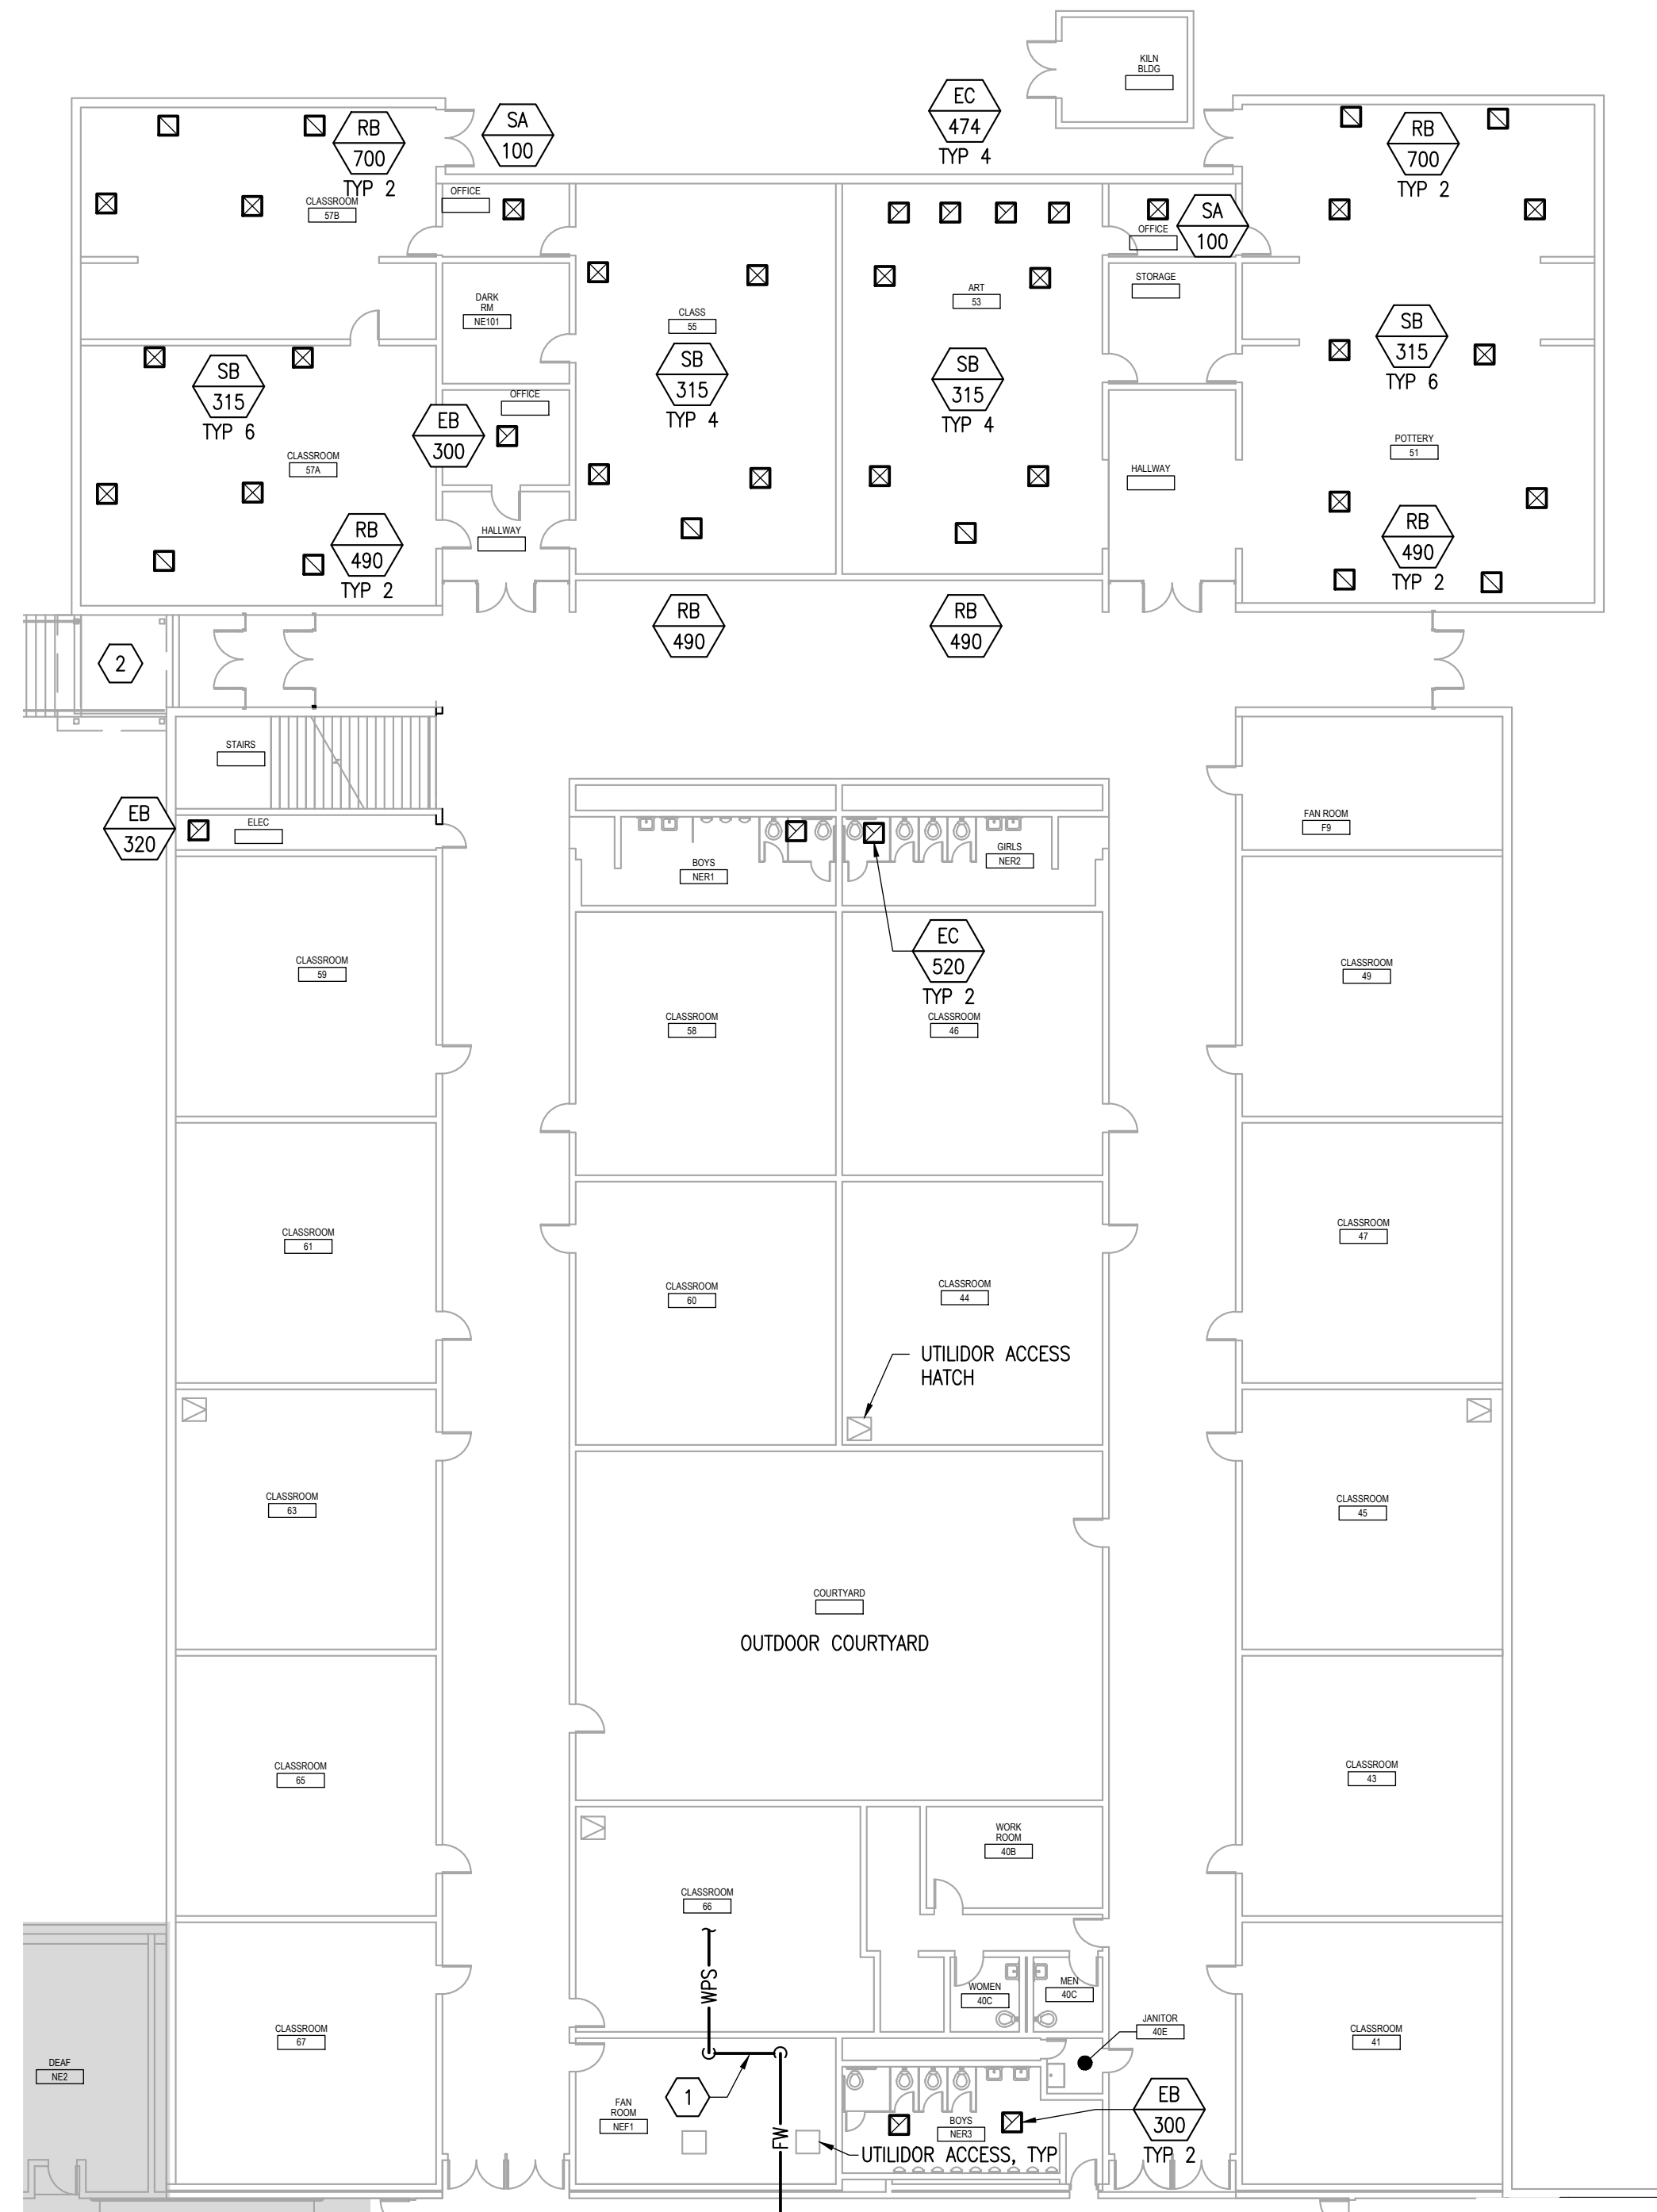 KILN
BLDG
EC
474
TYP 4
RB
700
TYP 2
SA
100
RB
700
TYP 2
OFFICE
CLASSROOM
57B
SA
100
OFFICE
DARK
RM
NE101
CLASS
55
ART
53
STORAGE
SB
315
TYP 6
SB
315
TYP 4
SB
315
TYP 4
SB
315
TYP 6
OFFICE
EB
300
CLASSROOM
57A
POTTERY
51
HALLWAY
HALLWAY
RB
490
TYP 2
RB
490
TYP 2
RB
490
RB
490
2
STAIRS
EB
320
ELEC
FAN ROOM
F9
BOYS
NER1
GIRLS
NER2
EC
520
TYP 2
CLASSROOM
59
CLASSROOM
49
CLASSROOM
58
CLASSROOM
46
CLASSROOM
61
CLASSROOM
47
CLASSROOM
60
CLASSROOM
44
UTILIDOR ACCESS
HATCH
CLASSROOM
63
CLASSROOM
45
COURTYARD
OUTDOOR COURTYARD
CLASSROOM
65
CLASSROOM
43
WORK
ROOM
40B
CLASSROOM
66
WPS
WOMEN
40C
MEN
40C
JANITOR
40E
CLASSROOM
67
CLASSROOM
41
DEAF
NE2
1
FAN
ROOM
NEF1
FW
BOYS
NER3
EB
300
TYP 2
UTILIDOR ACCESS, TYP